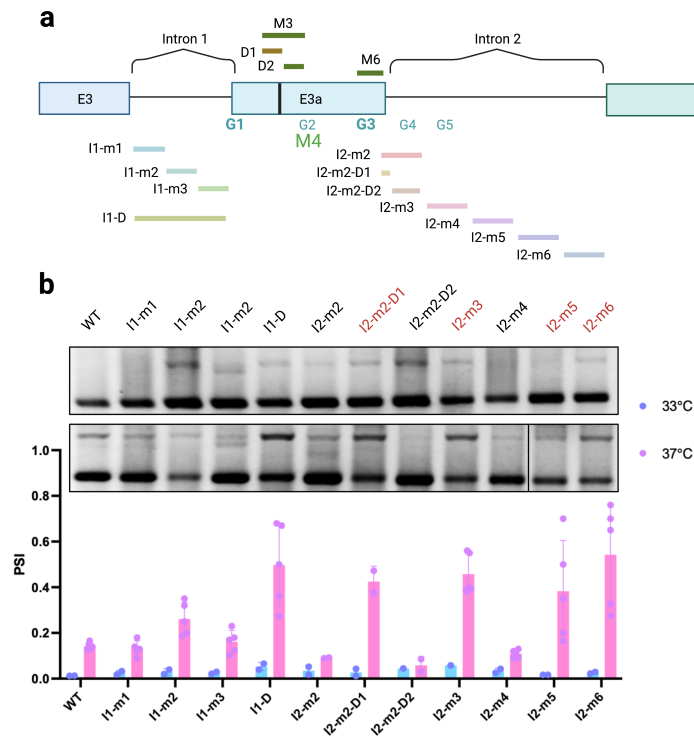 a
M3
Intron 1
Intron 2
D1
D2
M6
E3
E3a
G1
G2
G3
G4
G5
M4
I1-m1
I1-m2
I1-m3
I1-D
I2-m2
I2-m2-D1
I2-m2-D2
I2-m3
I2-m4
I2-m5
I2-m6
b
WT
I1-m1
I1-m2
I1-m2
I1-D
I2-m2
I2-m2-D1
I2-m2-D2
I2-m3
I2-m4
I2-m5
I2-m6
33°C
37°C
1.0
0.8
0.6
0.4
0.2
0.0
PSI
WT
I1-m1
I1-m2
I1-m3
I1-D
I2-m2
I2-m2-D1
I2-m2-D2
I2-m3
I2-m4
I2-m5
I2-m6